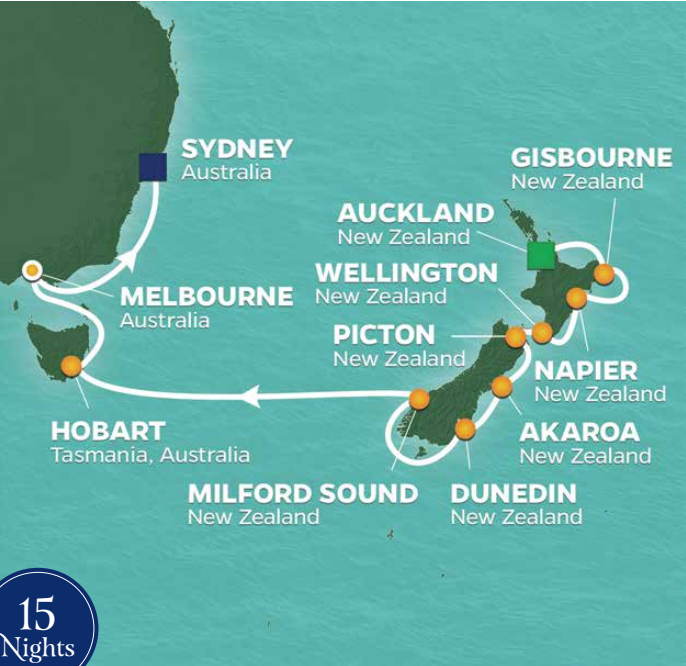 SYDNEY
Australia
GISBOURNE
New Zealand
AUCKLAND
New Zealand
WELLINGTON
New Zealand
MELBOURNE
Australia
PICTON
New Zealand
NAPIER
New Zealand
HOBART
Tasmania, Australia
AKAROA
New Zealand
MILFORD SOUND
New Zealand
DUNEDIN
New Zealand
15
Nights